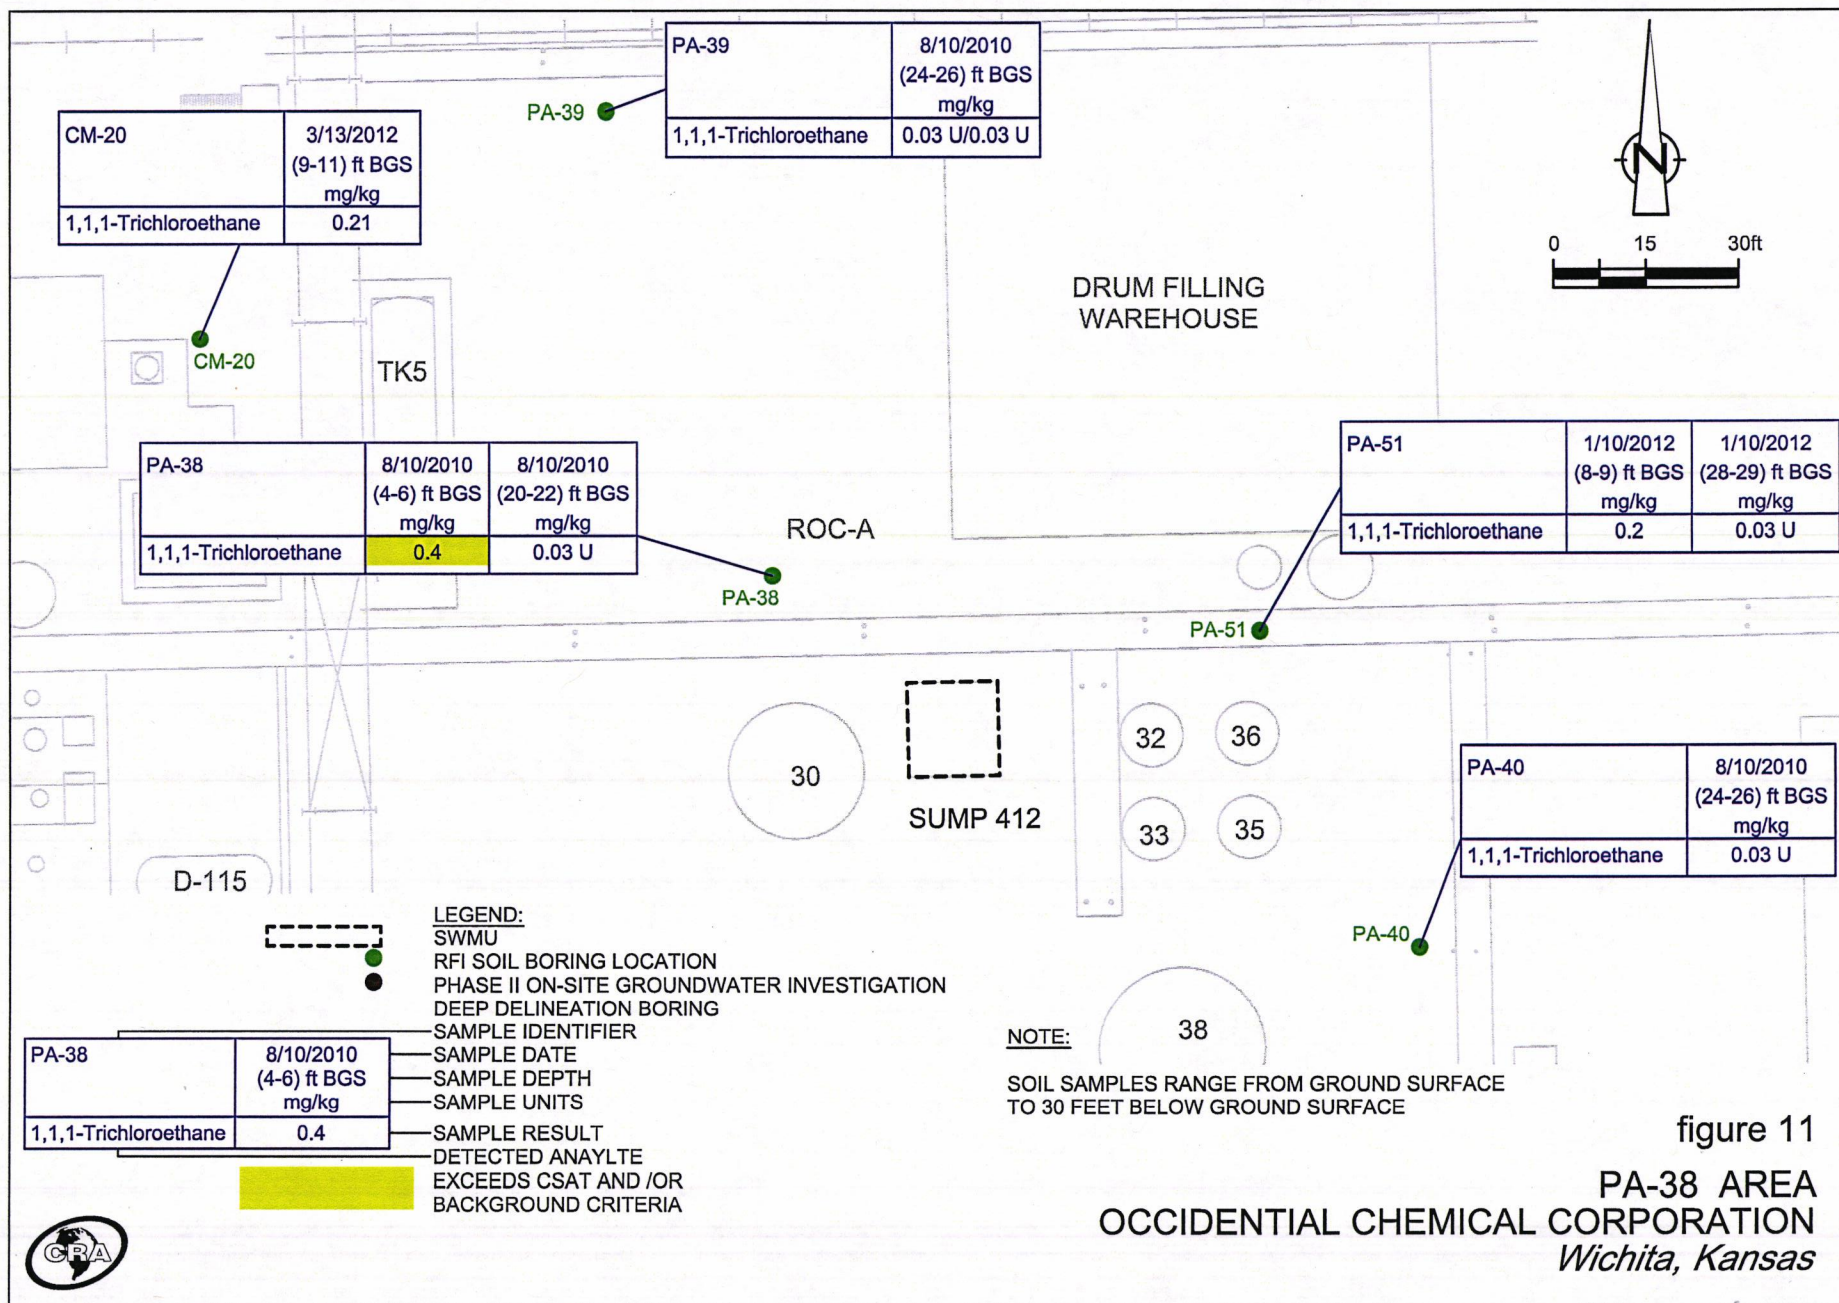 PA-39
8/10/2010
(24-26) ft BGS
mg/kg
1,1,1-Trichloroethane
0.03 U/0.03 U
PA-39
N
0 15 30ft
CM-20
3/13/2012
(9-11) ft BGS
mg/kg
1,1,1-Trichloroethane
0.21
CM-20
TK5
DRUM FILLING
WAREHOUSE
PA-38
8/10/2010
(4-6) ft BGS
mg/kg
8/10/2010
(20-22) ft BGS
mg/kg
1,1,1-Trichloroethane
0.4
0.03 U
ROC-A
PA-38
PA-51
1/10/2012
(8-9) ft BGS
mg/kg
1/10/2012
(28-29) ft BGS
mg/kg
1,1,1-Trichloroethane
0.2
0.03 U
PA-51
30
SUMP 412
32
36
33
35
PA-40
8/10/2010
(24-26) ft BGS
mg/kg
1,1,1-Trichloroethane
0.03 U
PA-40
D-115
38
LEGEND:
SWMU
RFI SOIL BORING LOCATION
PHASE II ON-SITE GROUNDWATER INVESTIGATION
DEEP DELINEATION BORING
SAMPLE IDENTIFIER
SAMPLE DATE
SAMPLE DEPTH
SAMPLE UNITS
SAMPLE RESULT
DETECTED ANAYLTE
EXCEEDS CSAT AND /OR
BACKGROUND CRITERIA
PA-38
8/10/2010
(4-6) ft BGS
mg/kg
1,1,1-Trichloroethane
0.4
NOTE:
SOIL SAMPLES RANGE FROM GROUND SURFACE
TO 30 FEET BELOW GROUND SURFACE
figure 11
PA-38 AREA
OCCIDENTIAL CHEMICAL CORPORATION
Wichita, Kansas
CRA